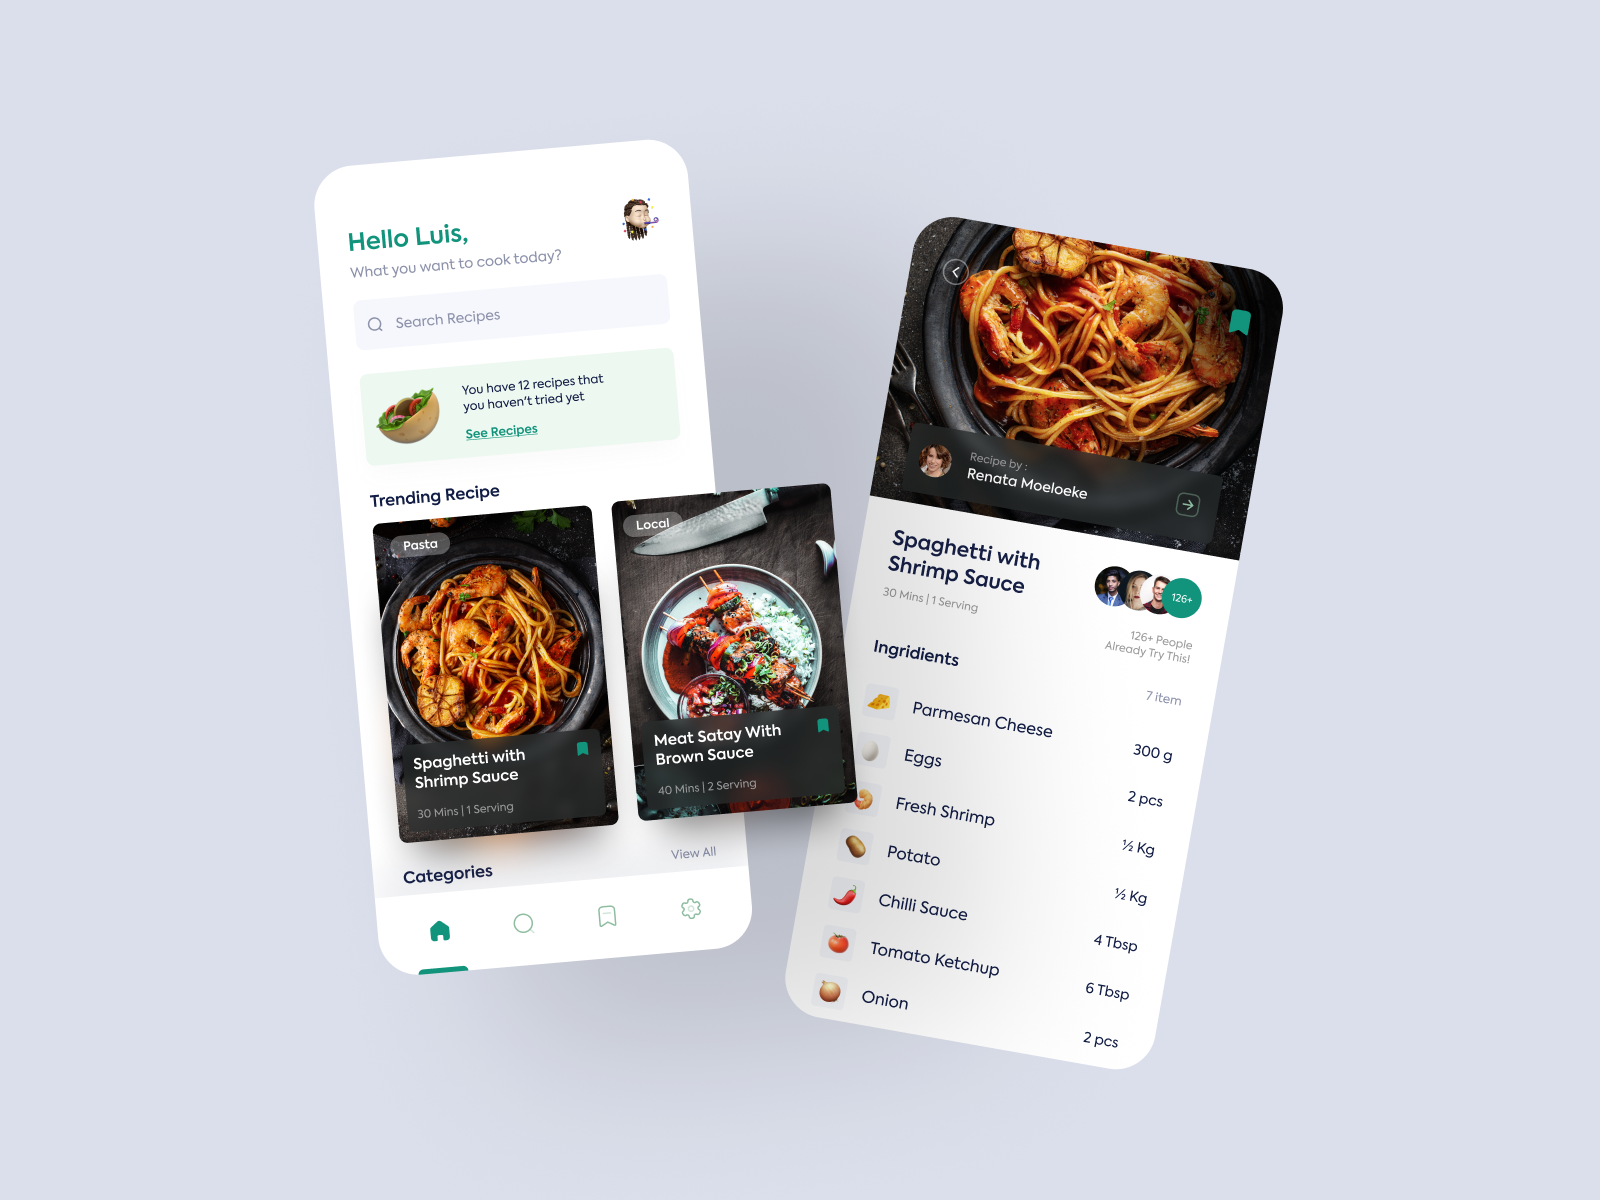 Hello Luis,
What you want to cook today?
Search Recipes
You have 12 recipes that
you haven't tried yet
See Recipes
Trending Recipe
Pasta
Spaghetti with
Shrimp Sauce
30 Mins | 1 Serving
Local
Meat Satay With
Brown Sauce
40 Mins | 2 Serving
Categories
View All
Recipe by :
Renata Moeloeke
Spaghetti with
Shrimp Sauce
30 Mins | 1 Serving
126+
126+ People
Already Try This!
Ingridients
7 item
Parmesan Cheese
300 g
Eggs
2 pcs
Fresh Shrimp
½ Kg
Potato
½ Kg
Chilli Sauce
4 Tbsp
Tomato Ketchup
6 Tbsp
Onion
2 pcs